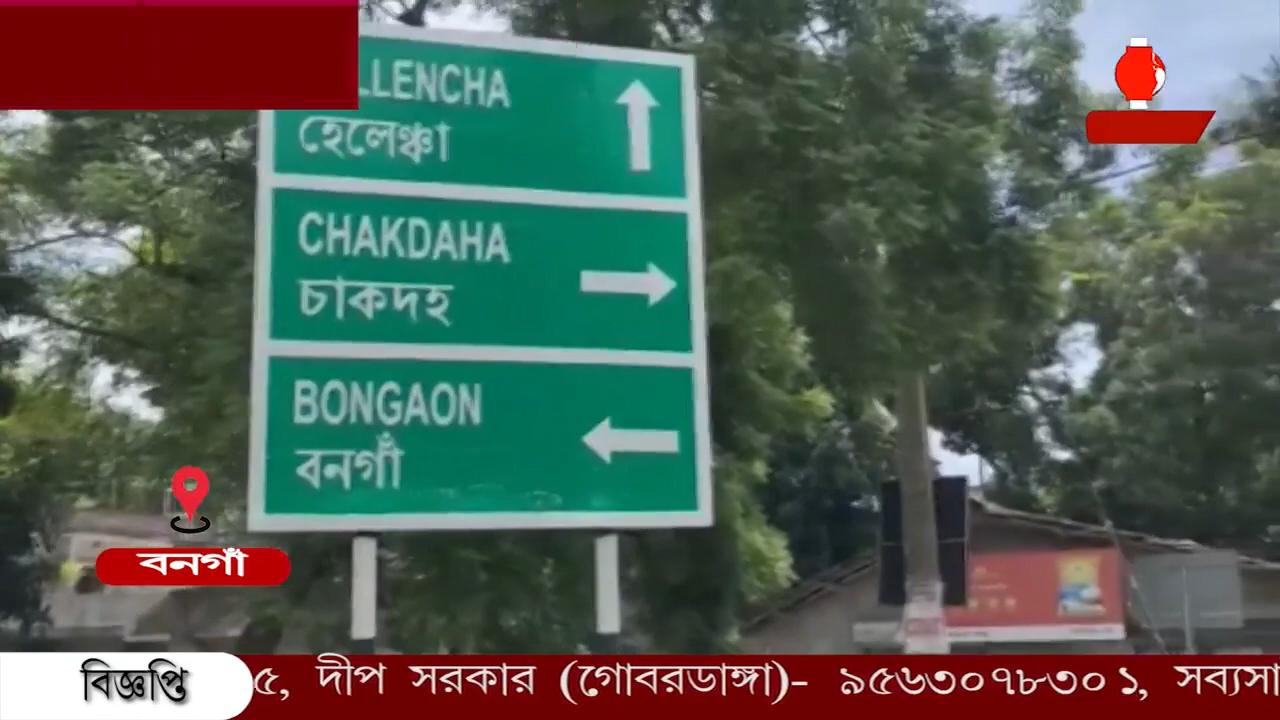 LLENCHA
হেলেঞ্চা
CHAKDAHA
চাকদহ
BONGAON
বনগাঁ
বনগাঁ
বিজ্ঞপ্তি
৫, দীপ সরকার (গোবরডাঙ্গা)- ৯৫৬৩০৭৮৩০১, সব্যসা